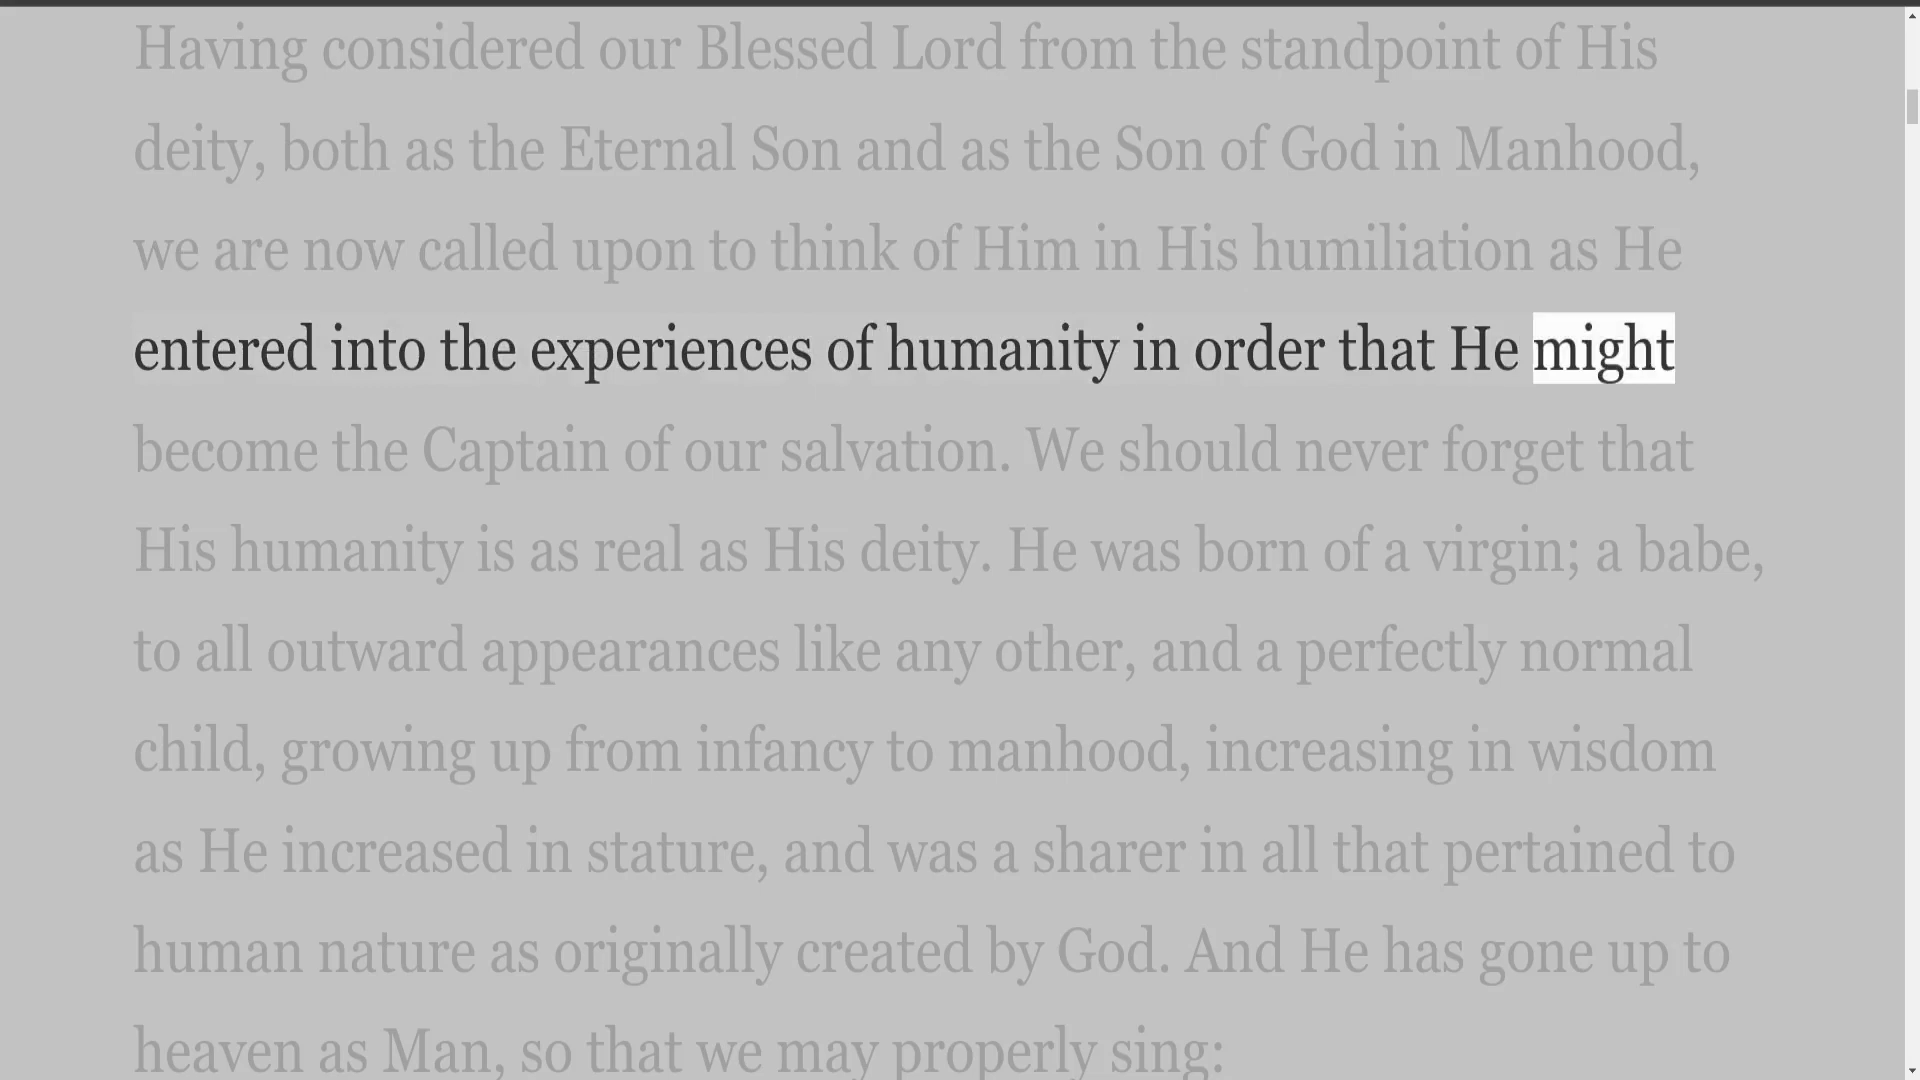 Having considered our Blessed Lord from the standpoint of His
deity, both as the Eternal Son and as the Son of God in Manhood,
we are now called upon to think of Him in His humiliation as He
entered into the experiences of humanity in order that He might
become the Captain of our salvation. We should never forget that
His humanity is as real as His deity. He was born of a virgin; a babe,
to all outward appearances like any other, and a perfectly normal
child, growing up from infancy to manhood, increasing in wisdom
as He increased in stature, and was a sharer in all that pertained to
human nature as originally created by God. And He has gone up to
heaven as Man, so that we may properly sing: